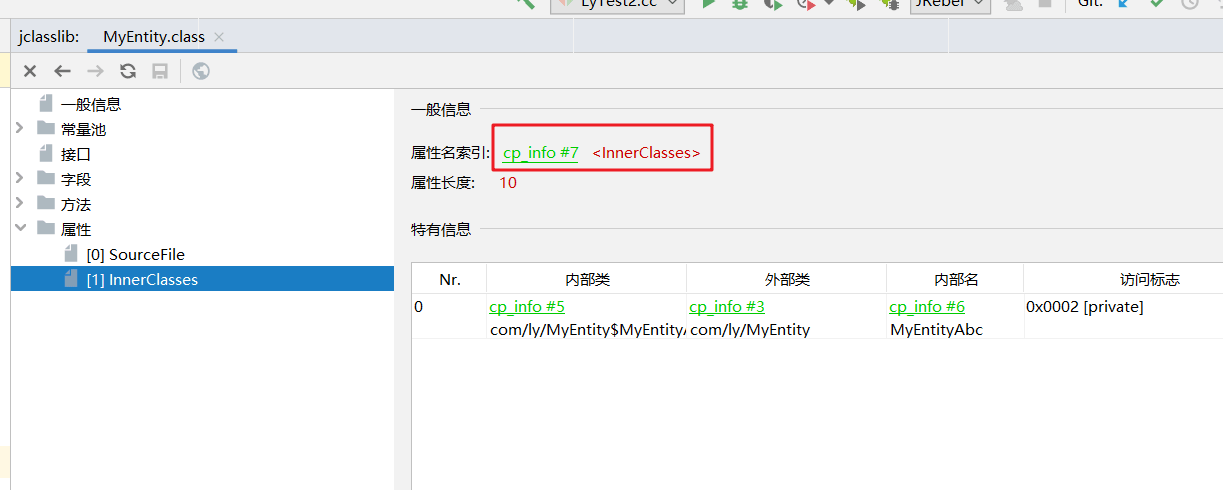 LyTest2.cc
JRebel
Git:
jclasslib:
MyEntity.class
一般信息
常量池
接口
字段
方法
属性
[0] SourceFile
[1] InnerClasses
一般信息
属性名索引: cp_info #7 <InnerClasses>
属性长度: 10
特有信息
Nr. 内部类 外部类 内部名 访问标志
0 cp_info #5 cp_info #3 cp_info #6 0x0002 [private]
com/ly/MyEntity$MyEntity com/ly/MyEntity MyEntityAbc